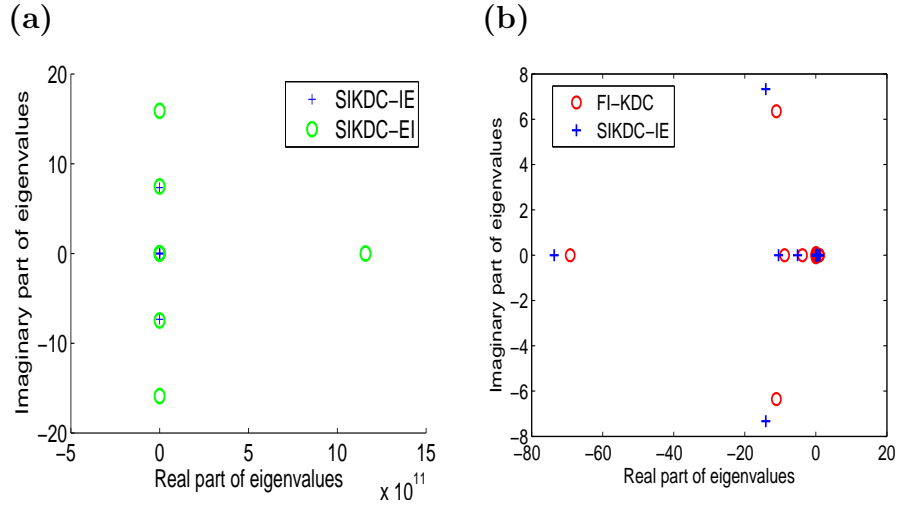 (a)
20
10
0
−10
−20
−5
0
5
10
15
x 10^11
Real part of eigenvalues
Imaginary part of eigenvalues
SIKDC−IE
SIKDC−EI
(b)
8
6
4
2
0
−2
−4
−6
−8
−80
−60
−40
−20
0
20
Real part of eigenvalues
Imaginary part of eigenvalues
FI−KDC
SIKDC−IE